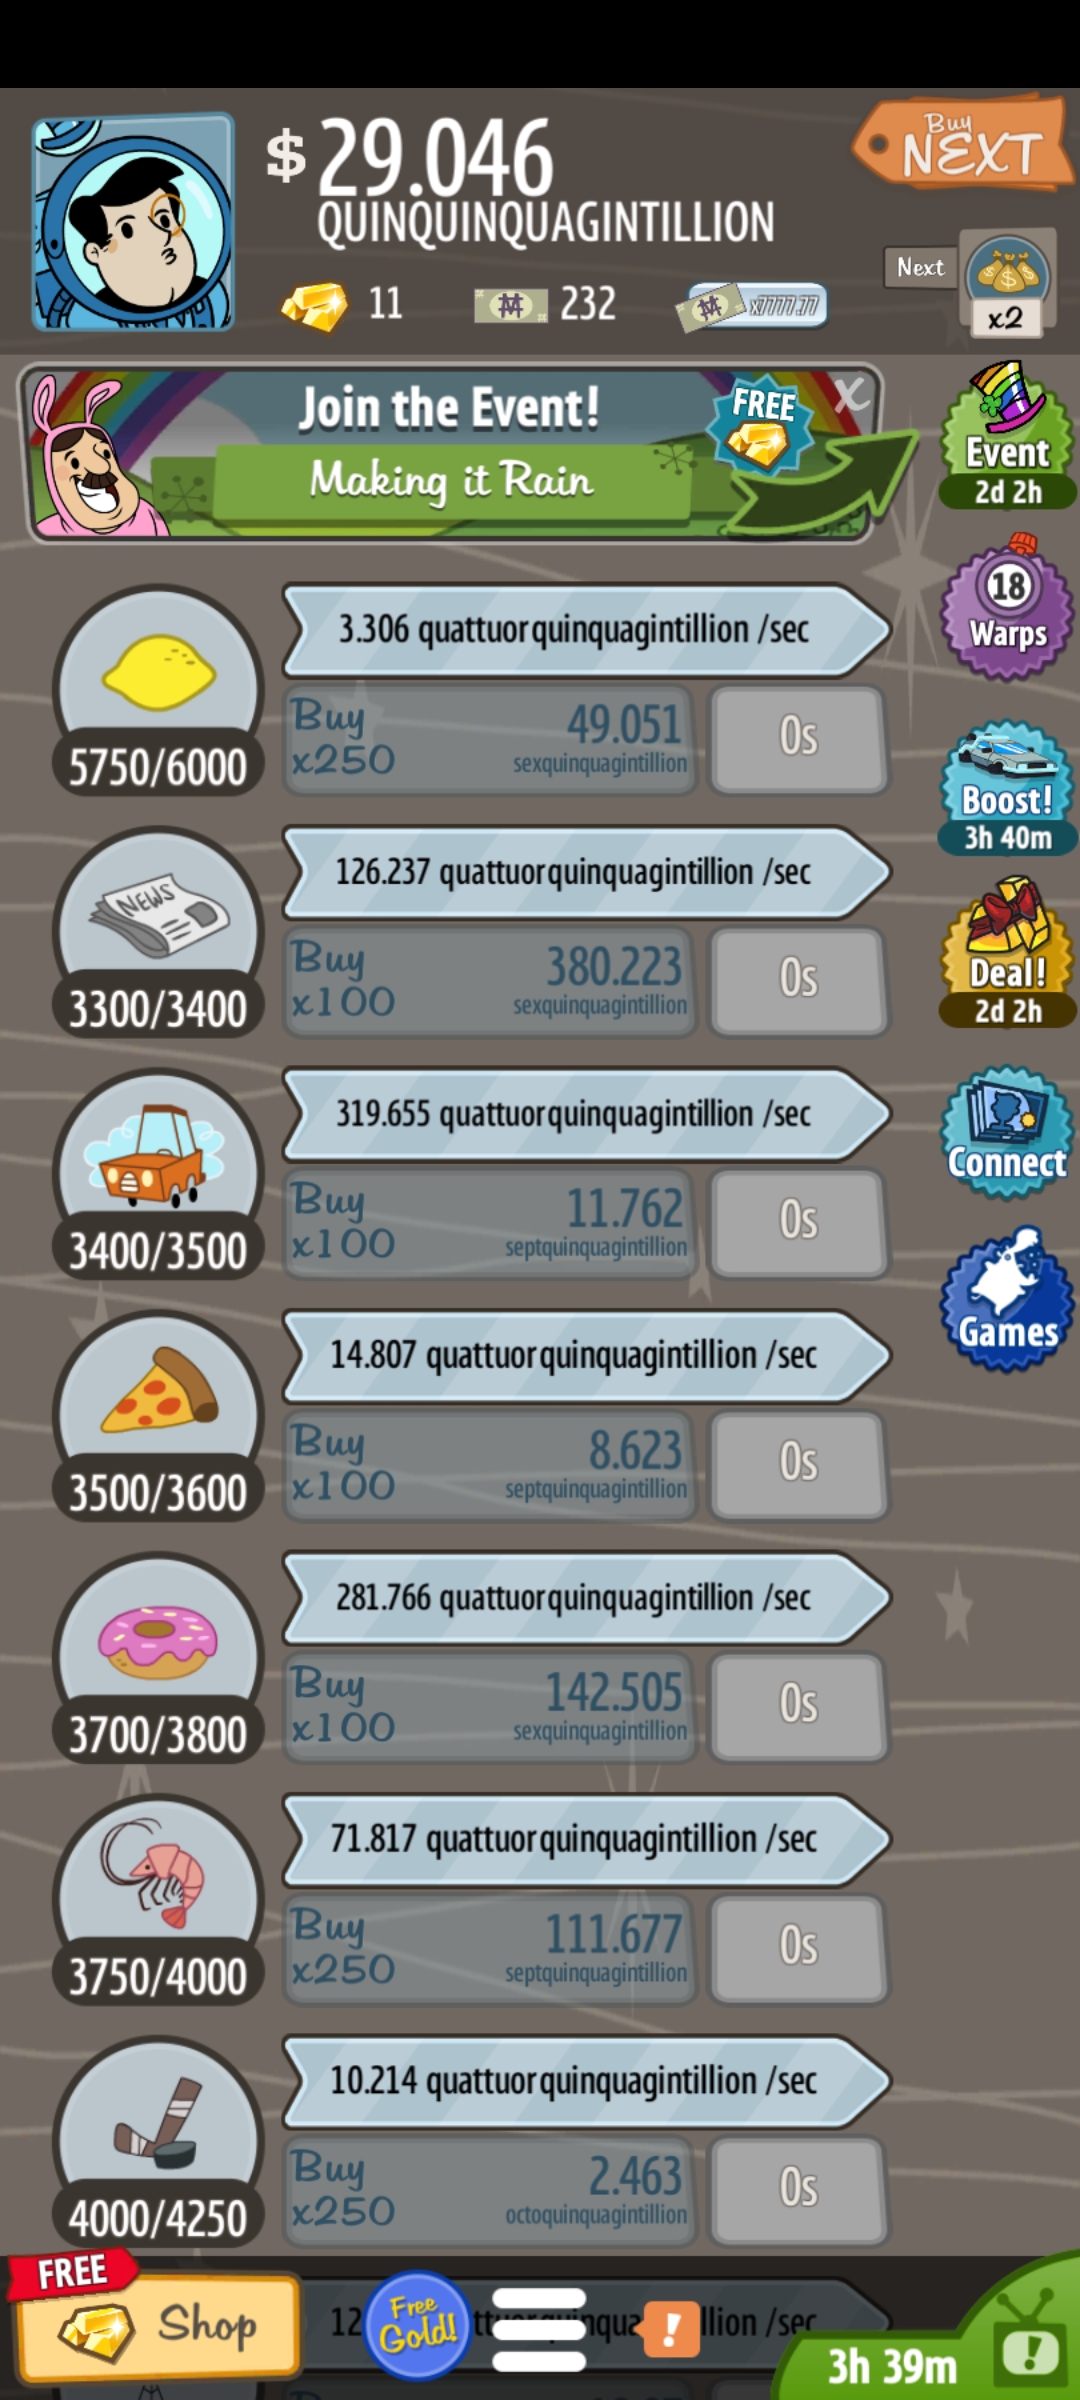 $ 29.046
QUINQUINQUAGINTILLION
Buy
NEXT
11
232
x7777.77
Next
x2
Join the Event!
Making it Rain
FREE
X
Event
2d 2h
18
Warps
3.306 quattuorquinquagintillion /sec
5750/6000
Buy
x250
49.051
sexquinquagintillion
0s
Boost!
3h 40m
126.237 quattuorquinquagintillion /sec
NEWS
3300/3400
Buy
x100
380.223
sexquinquagintillion
0s
Deal!
2d 2h
319.655 quattuorquinquagintillion /sec
3400/3500
Buy
x100
11.762
septquinquagintillion
0s
Connect
Games
14.807 quattuorquinquagintillion /sec
3500/3600
Buy
x100
8.623
septquinquagintillion
0s
281.766 quattuorquinquagintillion /sec
3700/3800
Buy
x100
142.505
sexquinquagintillion
0s
71.817 quattuorquinquagintillion /sec
3750/4000
Buy
x250
111.677
septquinquagintillion
0s
10.214 quattuorquinquagintillion /sec
4000/4250
Buy
x250
2.463
octoquinquagintillion
0s
FREE
Shop
Free
Gold!
!
/sec
3h 39m
!